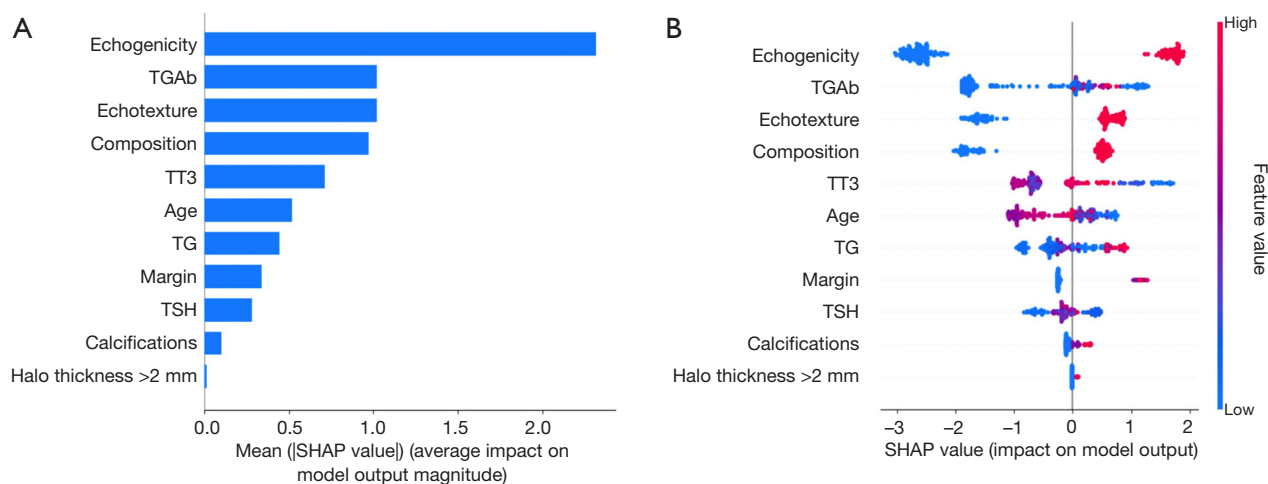 A
Echogenicity
TGAb
Echotexture
Composition
TT3
Age
TG
Margin
TSH
Calcifications
Halo thickness >2 mm
0.0 0.5 1.0 1.5 2.0
Mean (|SHAP value|) (average impact on
model output magnitude)
B
Echogenicity
TGAb
Echotexture
Composition
TT3
Age
TG
Margin
TSH
Calcifications
Halo thickness >2 mm
−3 −2 −1 0 1 2
SHAP value (impact on model output)
High
Feature value
Low